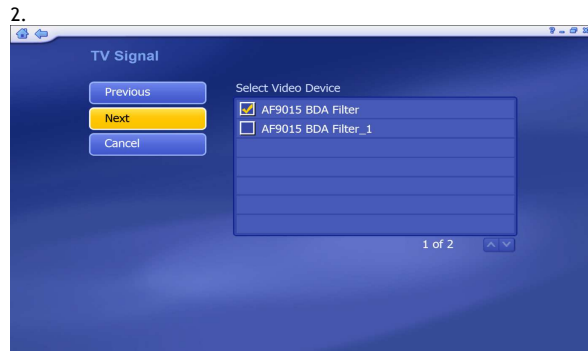 2.
TV Signal
Previous
Next
Cancel
Select Video Device
AF9015 BDA Filter
AF9015 BDA Filter_1
1 of 2